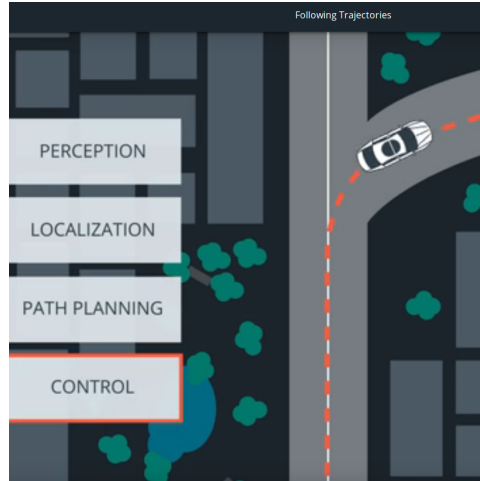 Following Trajectories
PERCEPTION
LOCALIZATION
PATH PLANNING
CONTROL